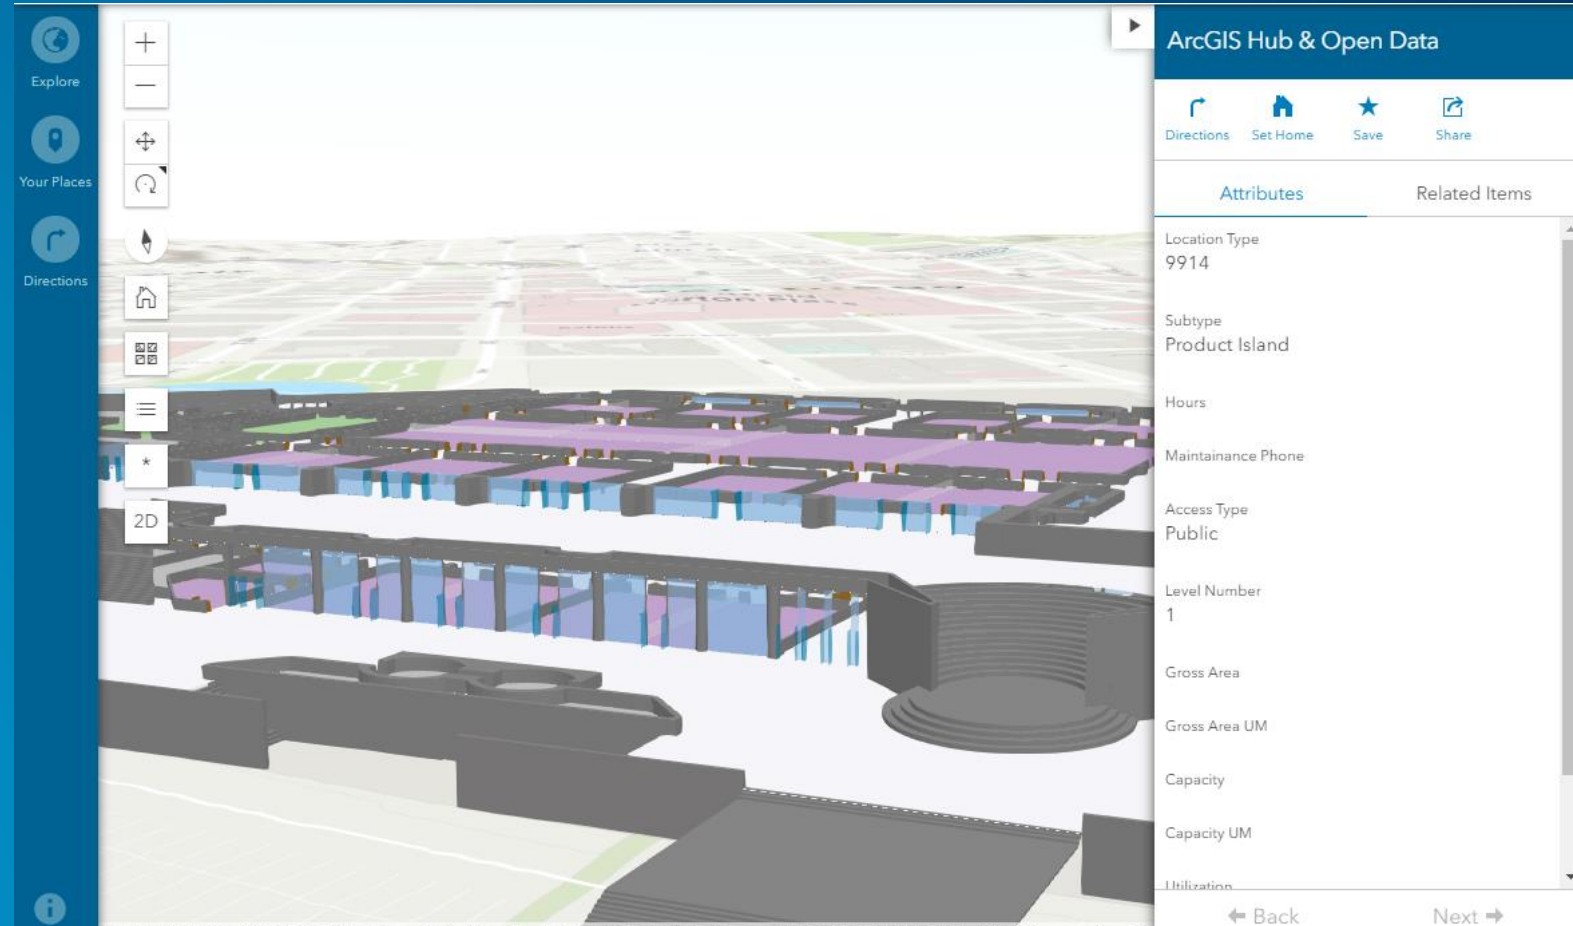 Explore
Your Places
Directions
*
2D
ArcGIS Hub & Open Data
Directions Set Home Save Share
Attributes Related Items
Location Type
9914
Subtype
Product Island
Hours
Maintainance Phone
Access Type
Public
Level Number
1
Gross Area
Gross Area UM
Capacity
Capacity UM
Utilization
Back Next